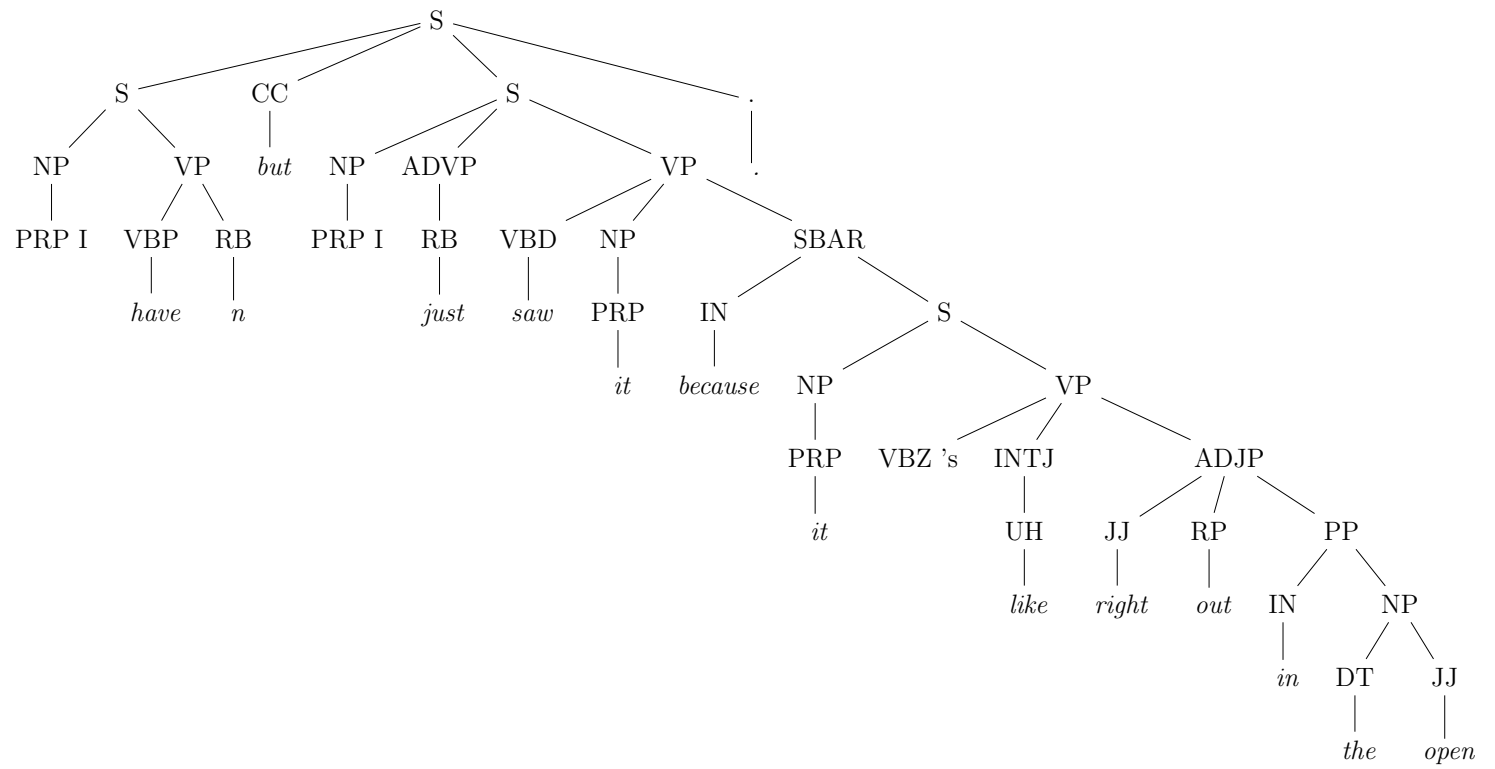 S
S CC S .
NP VP but NP ADVP VP .
PRP I VBP RB PRP I RB VBD NP SBAR
have n just saw PRP IN S
it because NP VP
PRP VBZ 's INTJ ADJP
it UH JJ RP PP
like right out IN NP
in DT JJ
the open